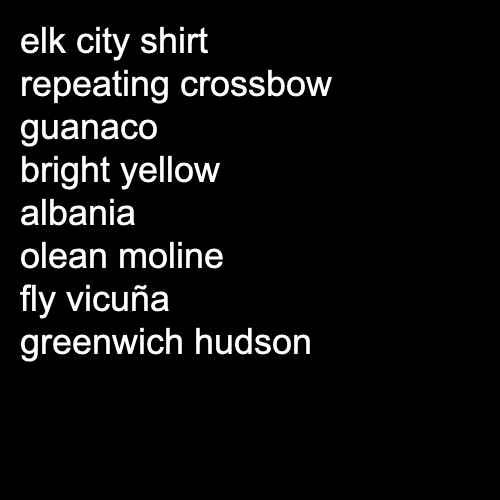 elk city shirt
repeating crossbow
guanaco
bright yellow
albania
olean moline
fly vicuña
greenwich hudson